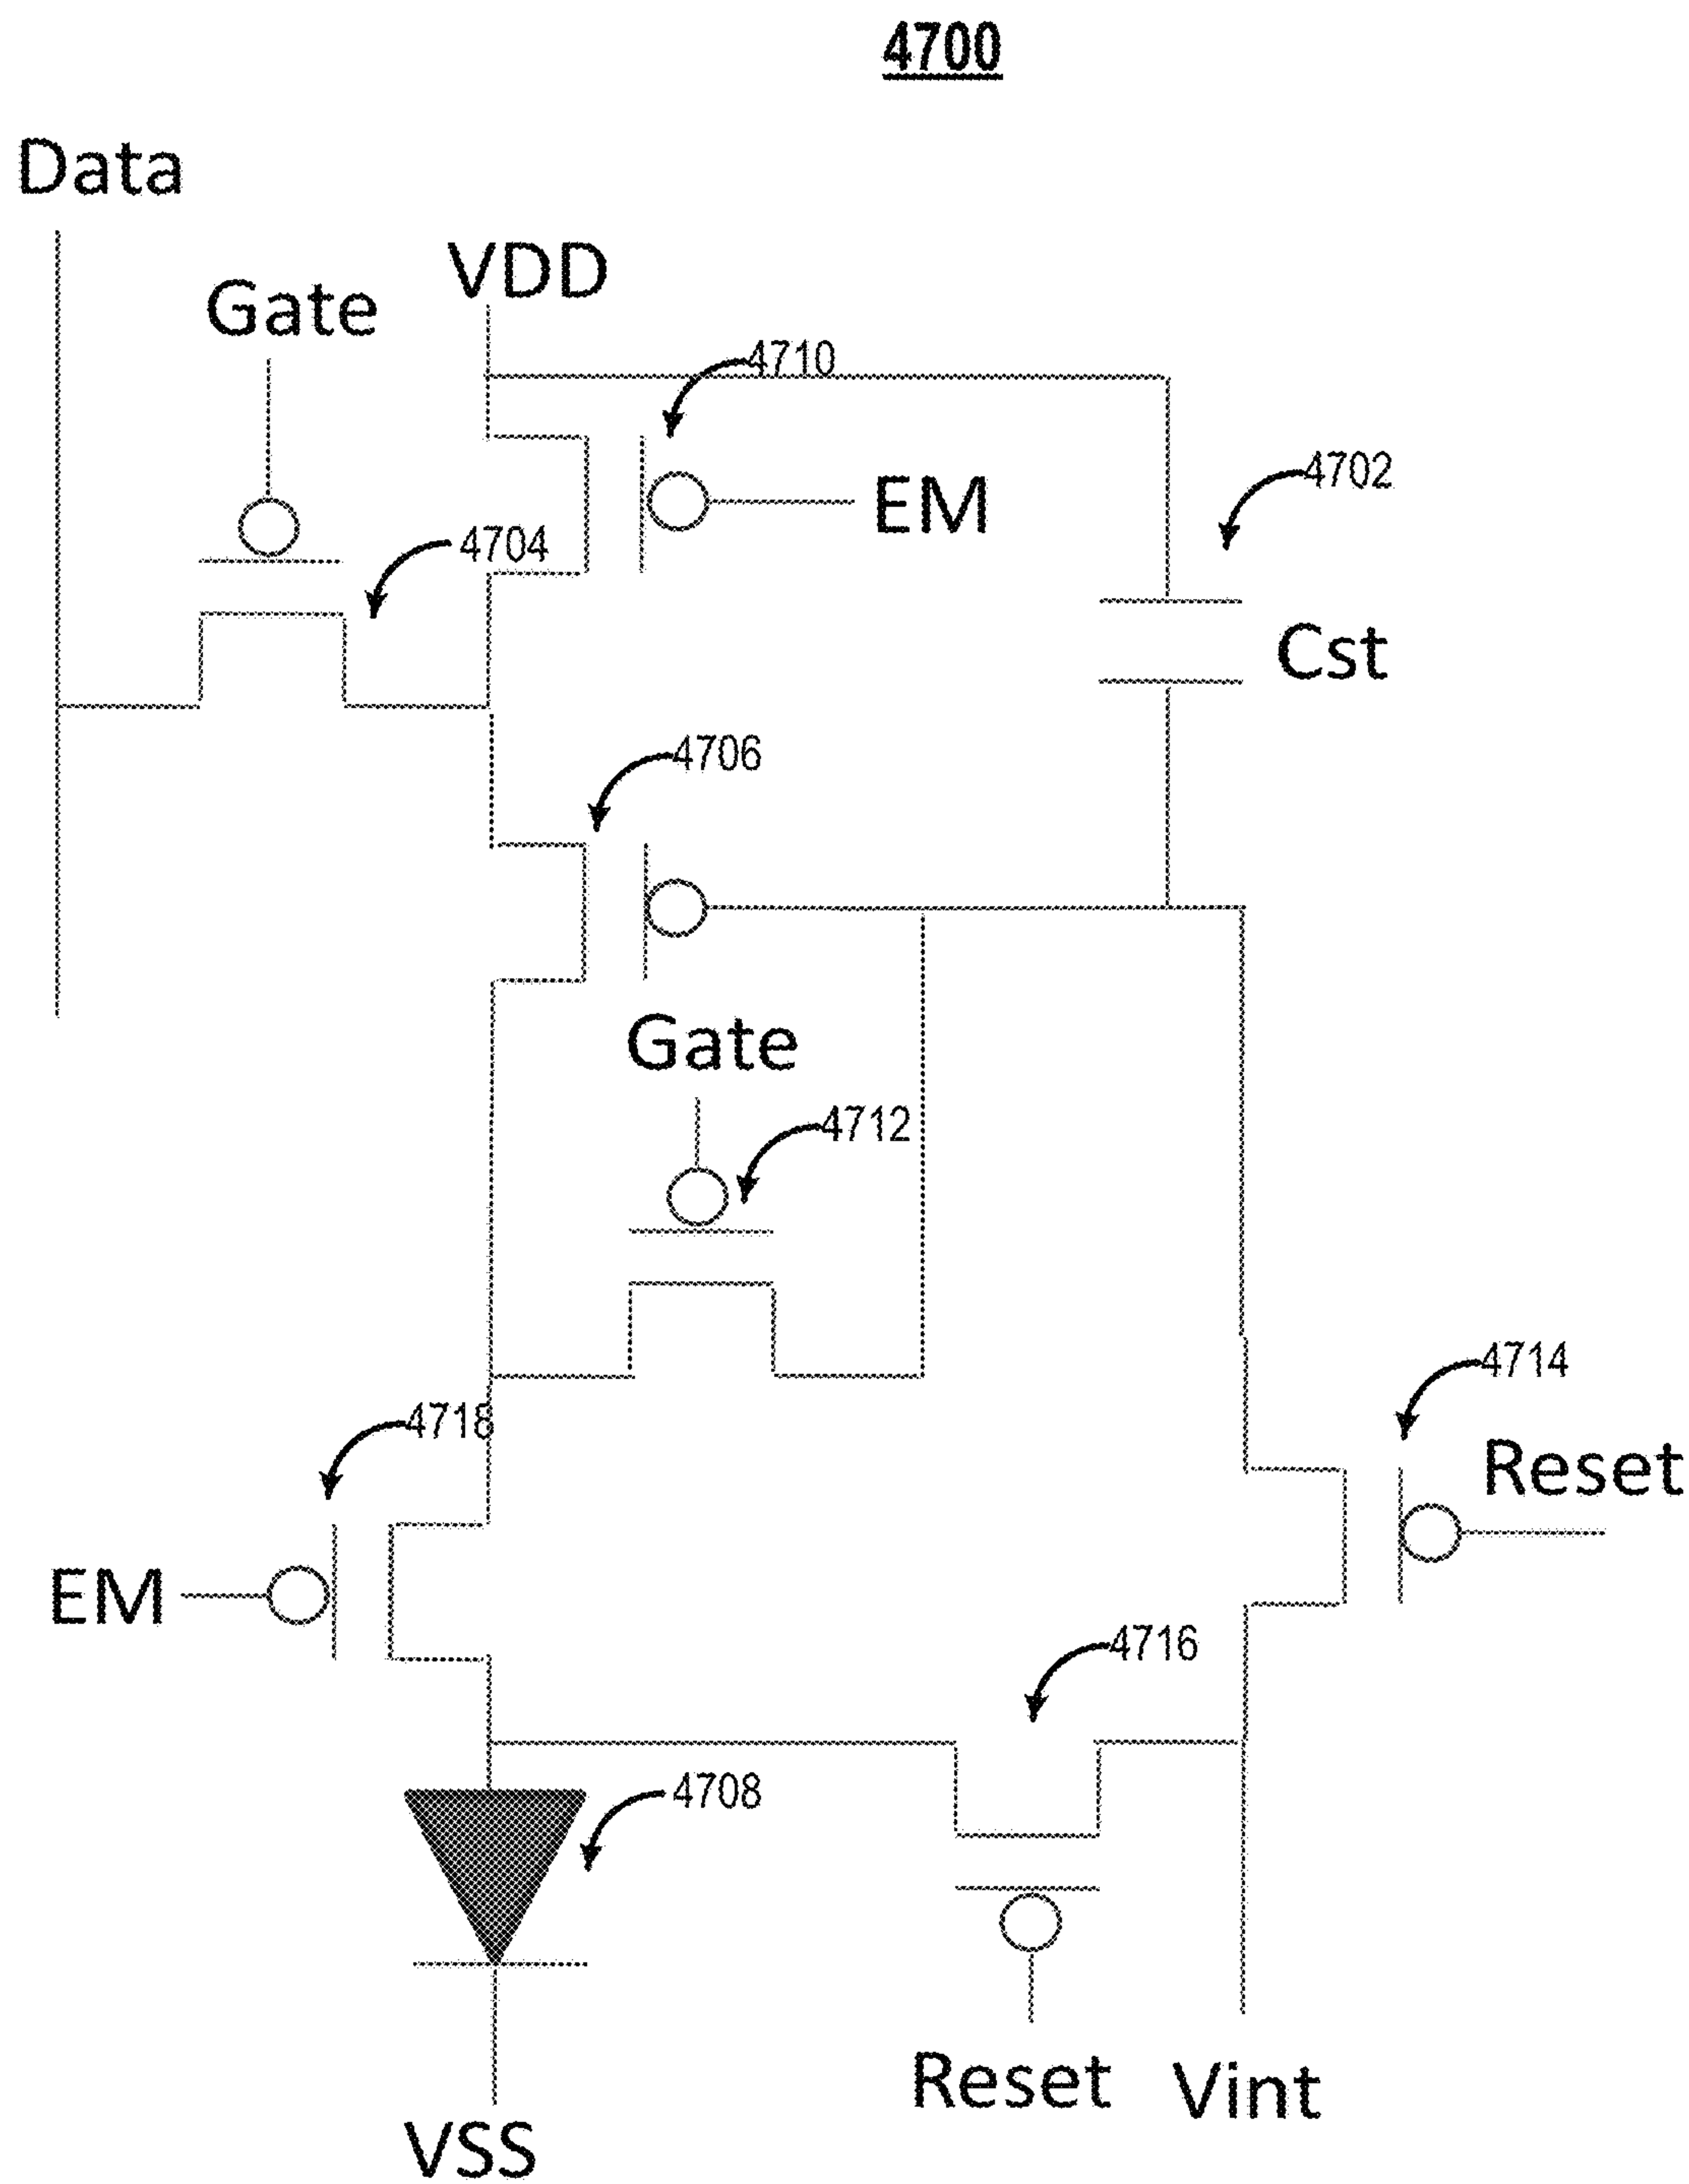 4700
Data
VDD
Gate
4710
4702
EM
4704
Cst
4706
Gate
4712
4714
4718
Reset
EM
4716
4708
Reset
Vint
VSS